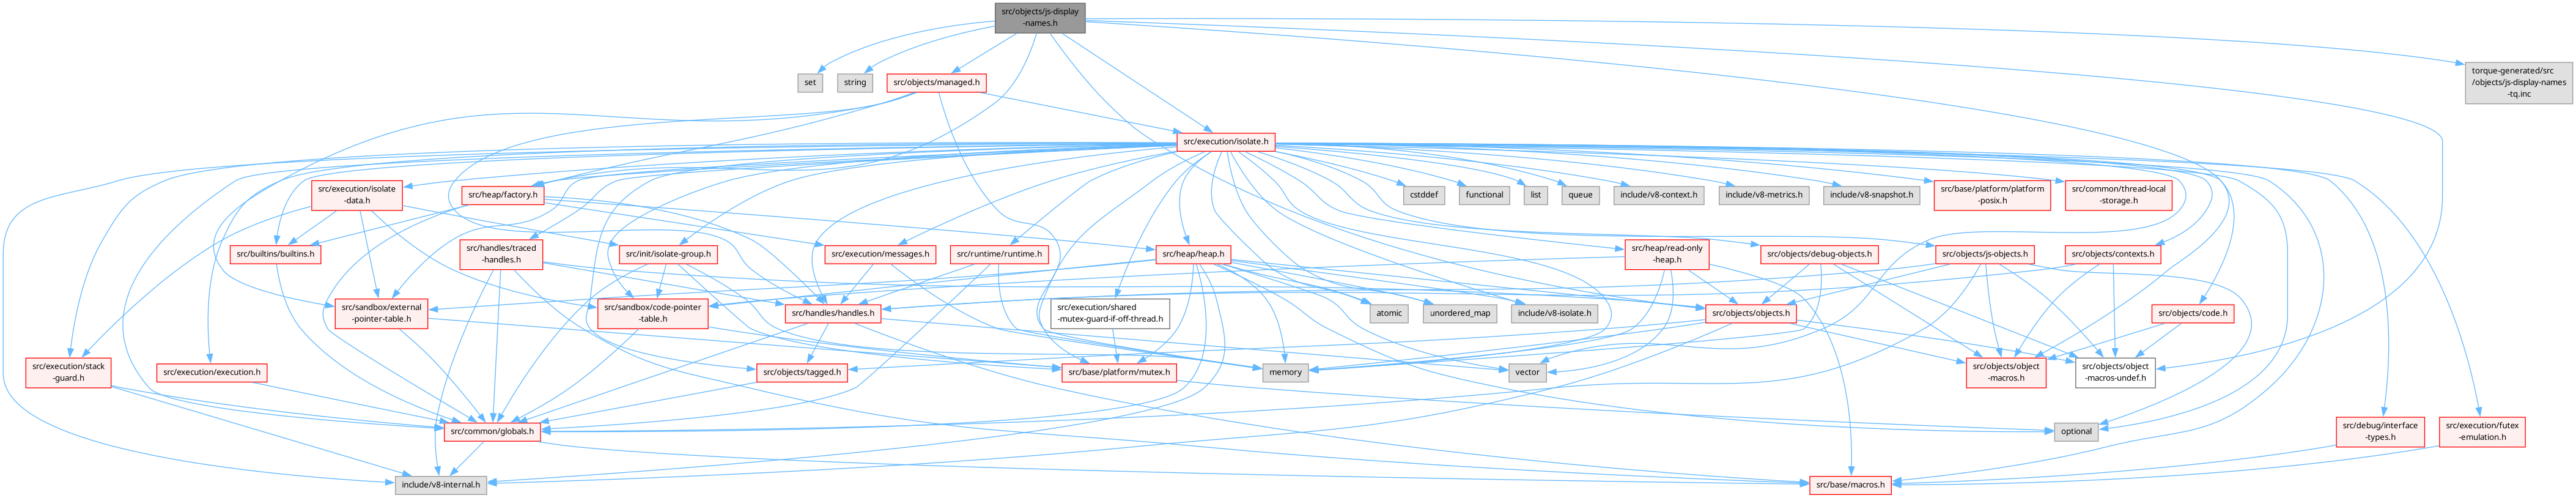 src/objects/js-display
-names.h
set
string
src/objects/managed.h
torque-generated/src
/objects/js-display-names
-tq.inc
src/execution/isolate.h
src/execution/isolate
-data.h
src/heap/factory.h
cstddef
functional
list
queue
include/v8-context.h
include/v8-metrics.h
include/v8-snapshot.h
src/base/platform/platform
-posix.h
src/common/thread-local
-storage.h
src/builtins/builtins.h
src/handles/traced
-handles.h
src/init/isolate-group.h
src/execution/messages.h
src/runtime/runtime.h
src/heap/heap.h
src/heap/read-only
-heap.h
src/objects/debug-objects.h
src/objects/js-objects.h
src/objects/contexts.h
src/sandbox/external
-pointer-table.h
src/sandbox/code-pointer
-table.h
src/handles/handles.h
src/execution/shared
-mutex-guard-if-off-thread.h
atomic
unordered_map
include/v8-isolate.h
src/objects/objects.h
src/objects/code.h
src/execution/stack
-guard.h
src/execution/execution.h
src/objects/tagged.h
src/base/platform/mutex.h
memory
vector
src/objects/object
-macros.h
src/objects/object
-macros-undef.h
src/common/globals.h
optional
src/debug/interface
-types.h
src/execution/futex
-emulation.h
include/v8-internal.h
src/base/macros.h